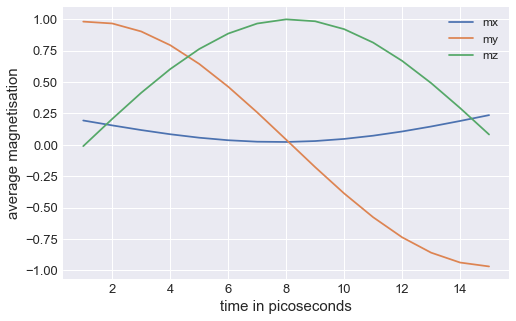 1.00
0.75
0.50
0.25
0.00
−0.25
−0.50
−0.75
−1.00
average magnetisation
mx
my
mz
2 4 6 8 10 12 14
time in picoseconds